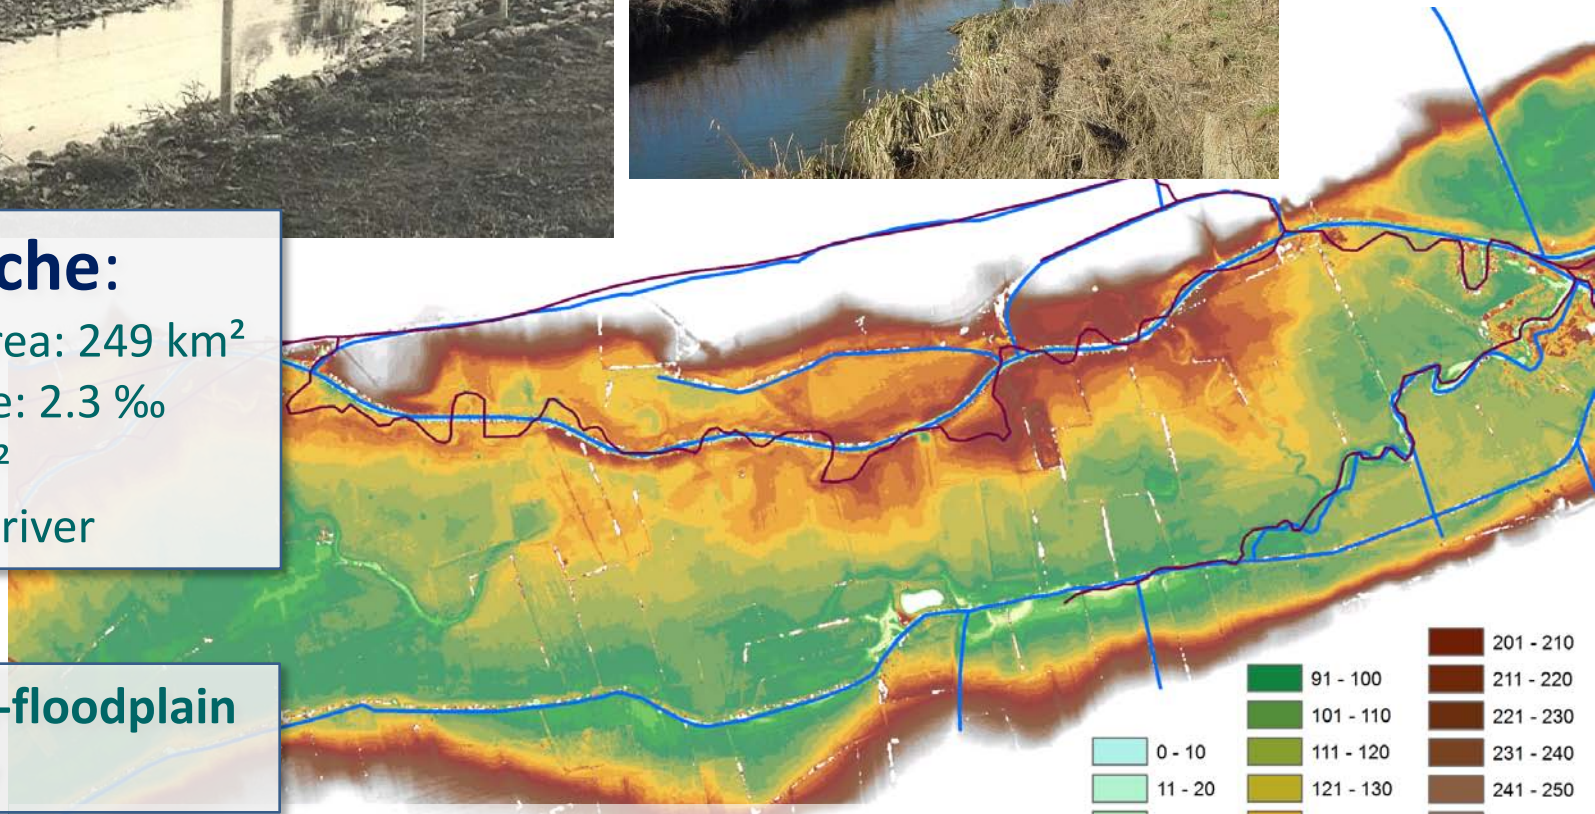 che:
rea: 249 km²
e: 2.3 ‰
²
river
-floodplain
0 - 10
11 - 20
91 - 100
101 - 110
111 - 120
121 - 130
201 - 210
211 - 220
221 - 230
231 - 240
241 - 250